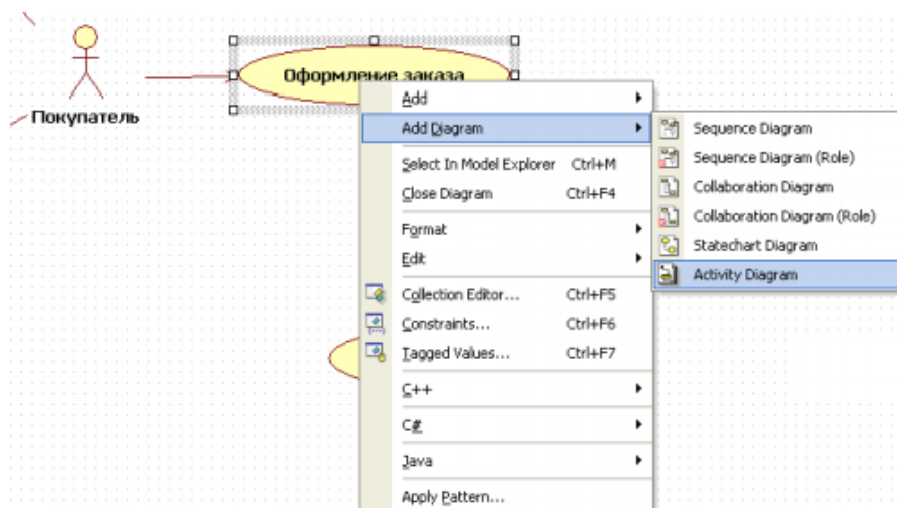 Оформление заказа
Покупатель
Add
Add Diagram
Select In Model Explorer Ctrl+M
Close Diagram Ctrl+F4
Format
Edit
Collection Editor... Ctrl+F5
Constraints... Ctrl+F6
Tagged Values... Ctrl+F7
C++
C#
Java
Apply Pattern...
Sequence Diagram
Sequence Diagram (Role)
Collaboration Diagram
Collaboration Diagram (Role)
Statechart Diagram
Activity Diagram